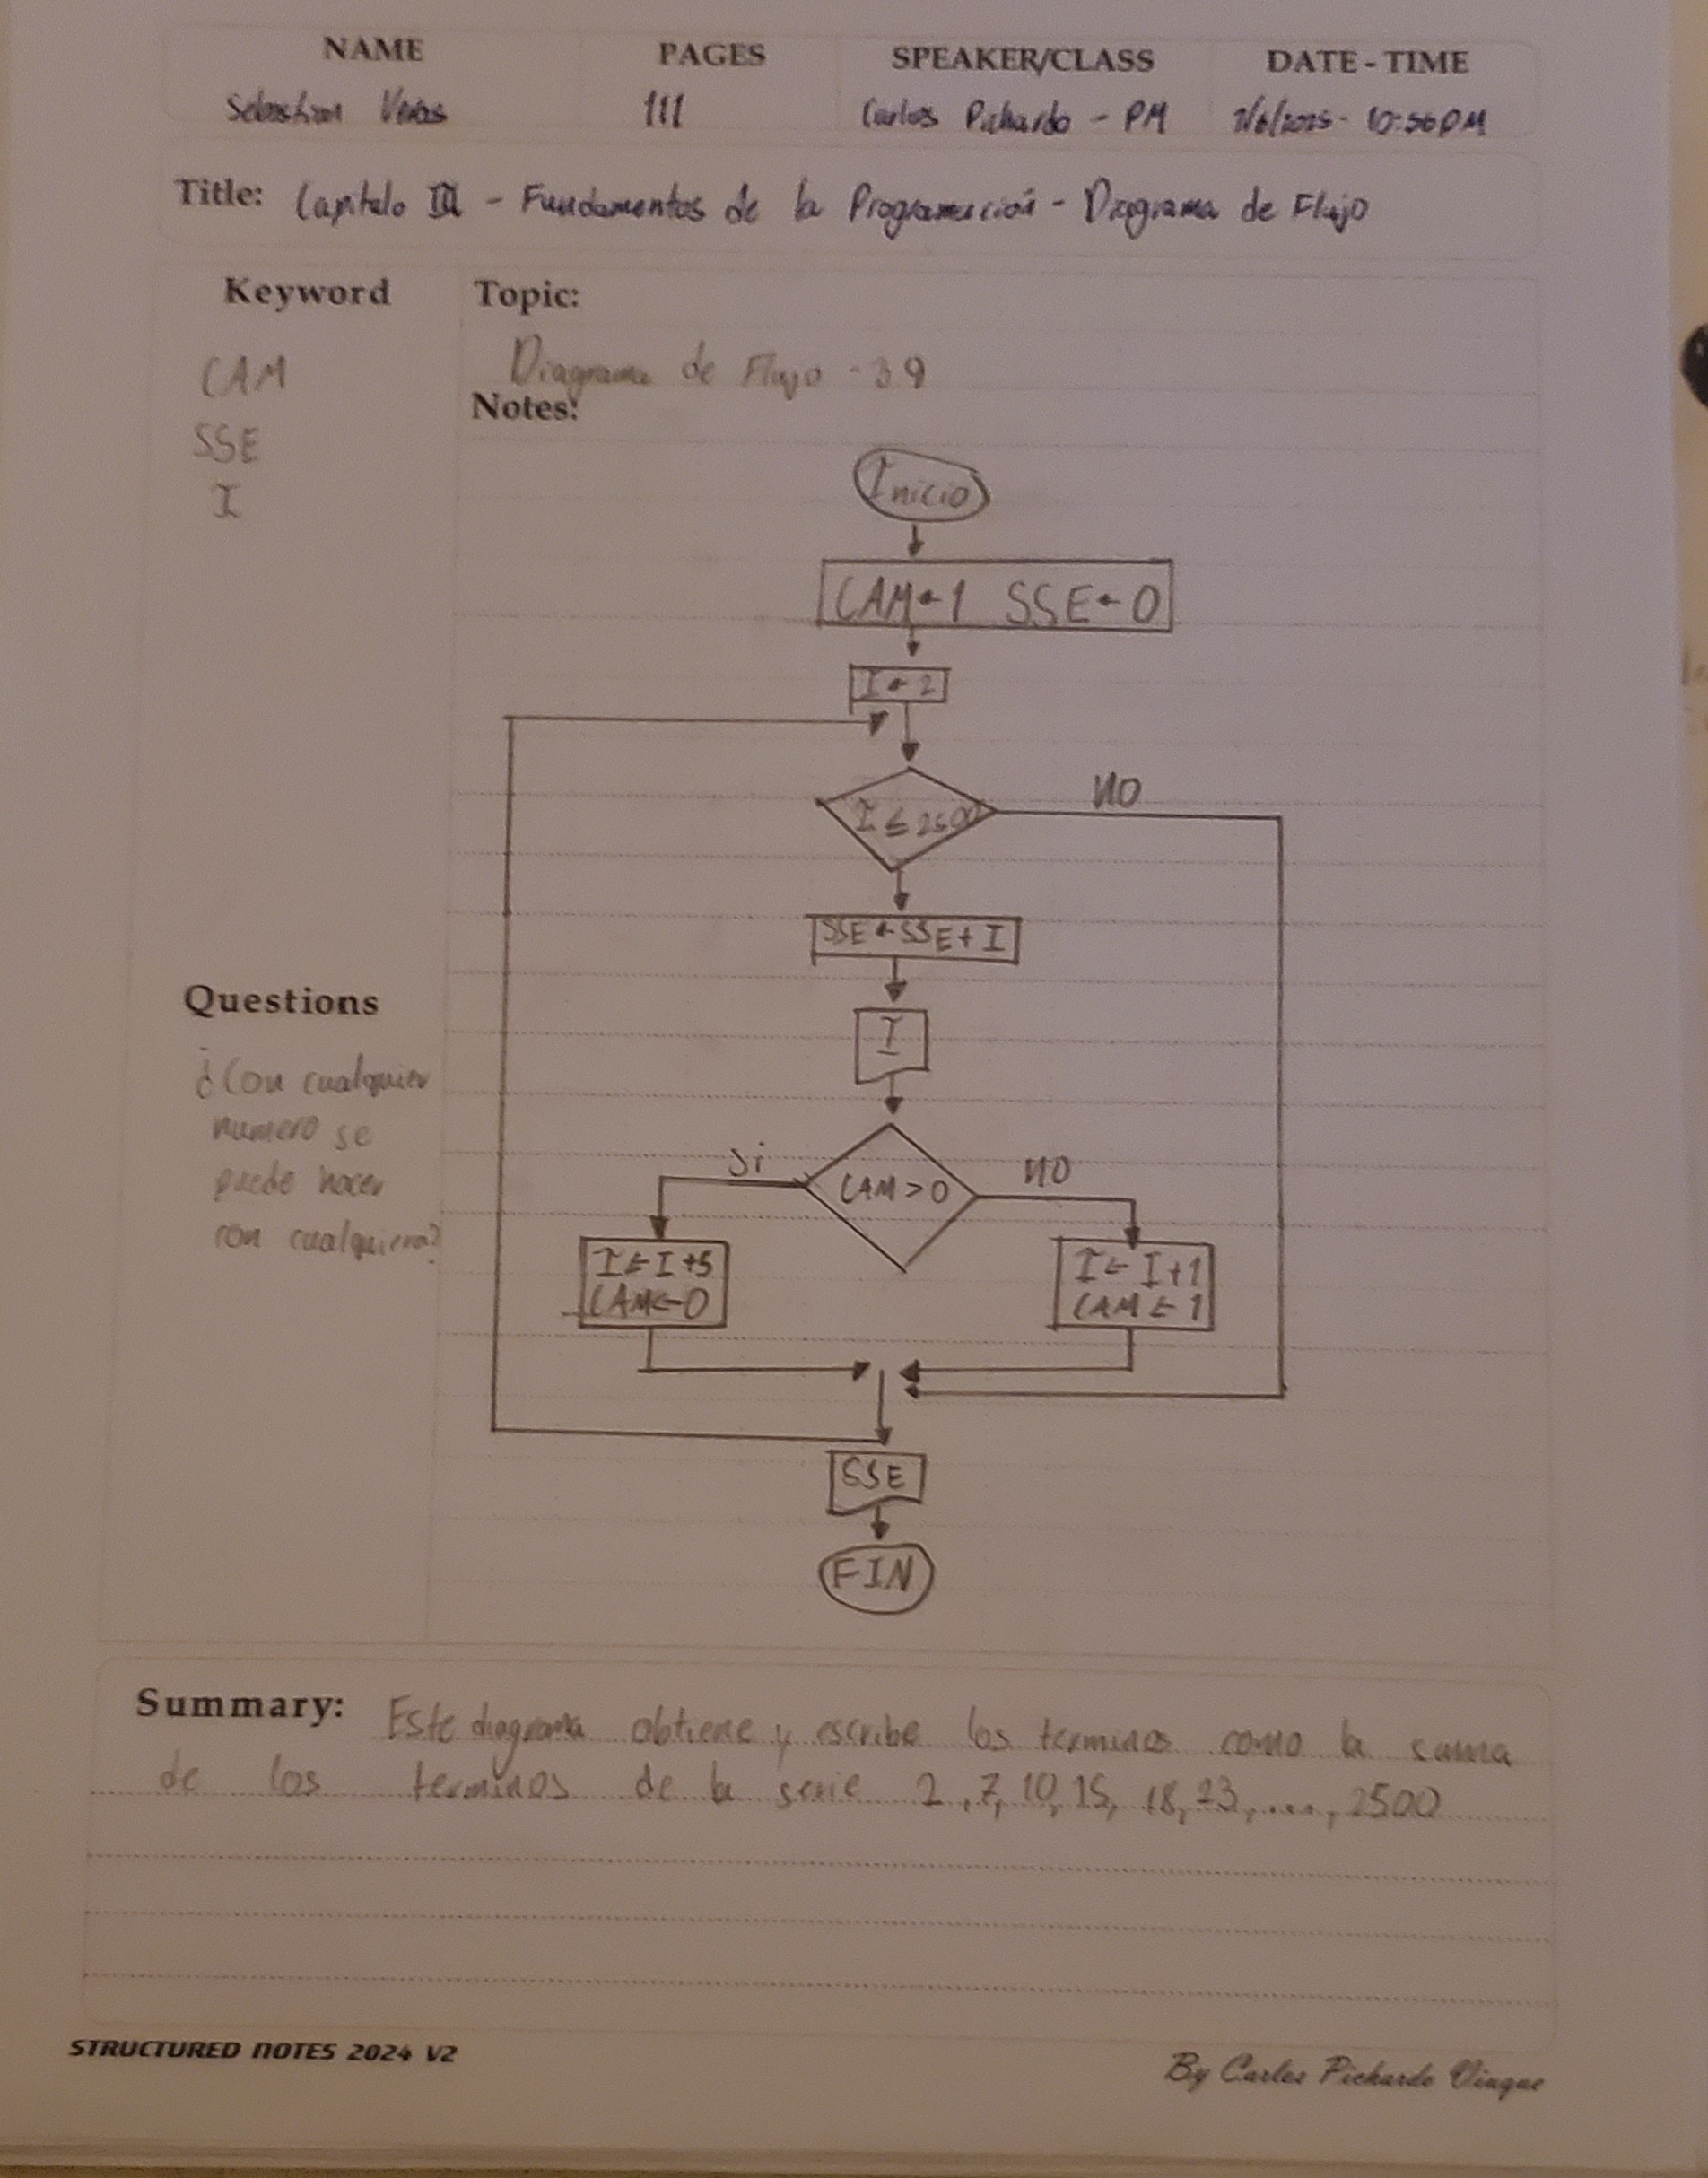 NAME PAGES SPEAKER/CLASS DATE - TIME
Sebastian Veras 111 Carlos Pichardo - PM 2/6/2025 - 10:56PM
Title: Capitulo III - Fundamentos de la Programación - Diagrama de Flujo
Keyword
CAM
SSE
I
Topic:
Diagrama de Flujo - 3.9
Notes:
Inicio
CAM←1 SSE←0
I←2
I ≤ 2500
NO
SSE←SSE+I
I
CAM>0
Si
NO
I←I+5
CAM←0
I←I+1
CAM←1
SSE
FIN
Questions
¿Con cualquier
numero se
puede hacer
con cualquiera?
Summary: Este diagrama obtiene y escribe los terminos como la suma
de los terminos de la serie 2, 7, 10, 15, 18, 23, ..., 2500
STRUCTURED NOTES 2024 V2
By Carlos Pichardo Viuque